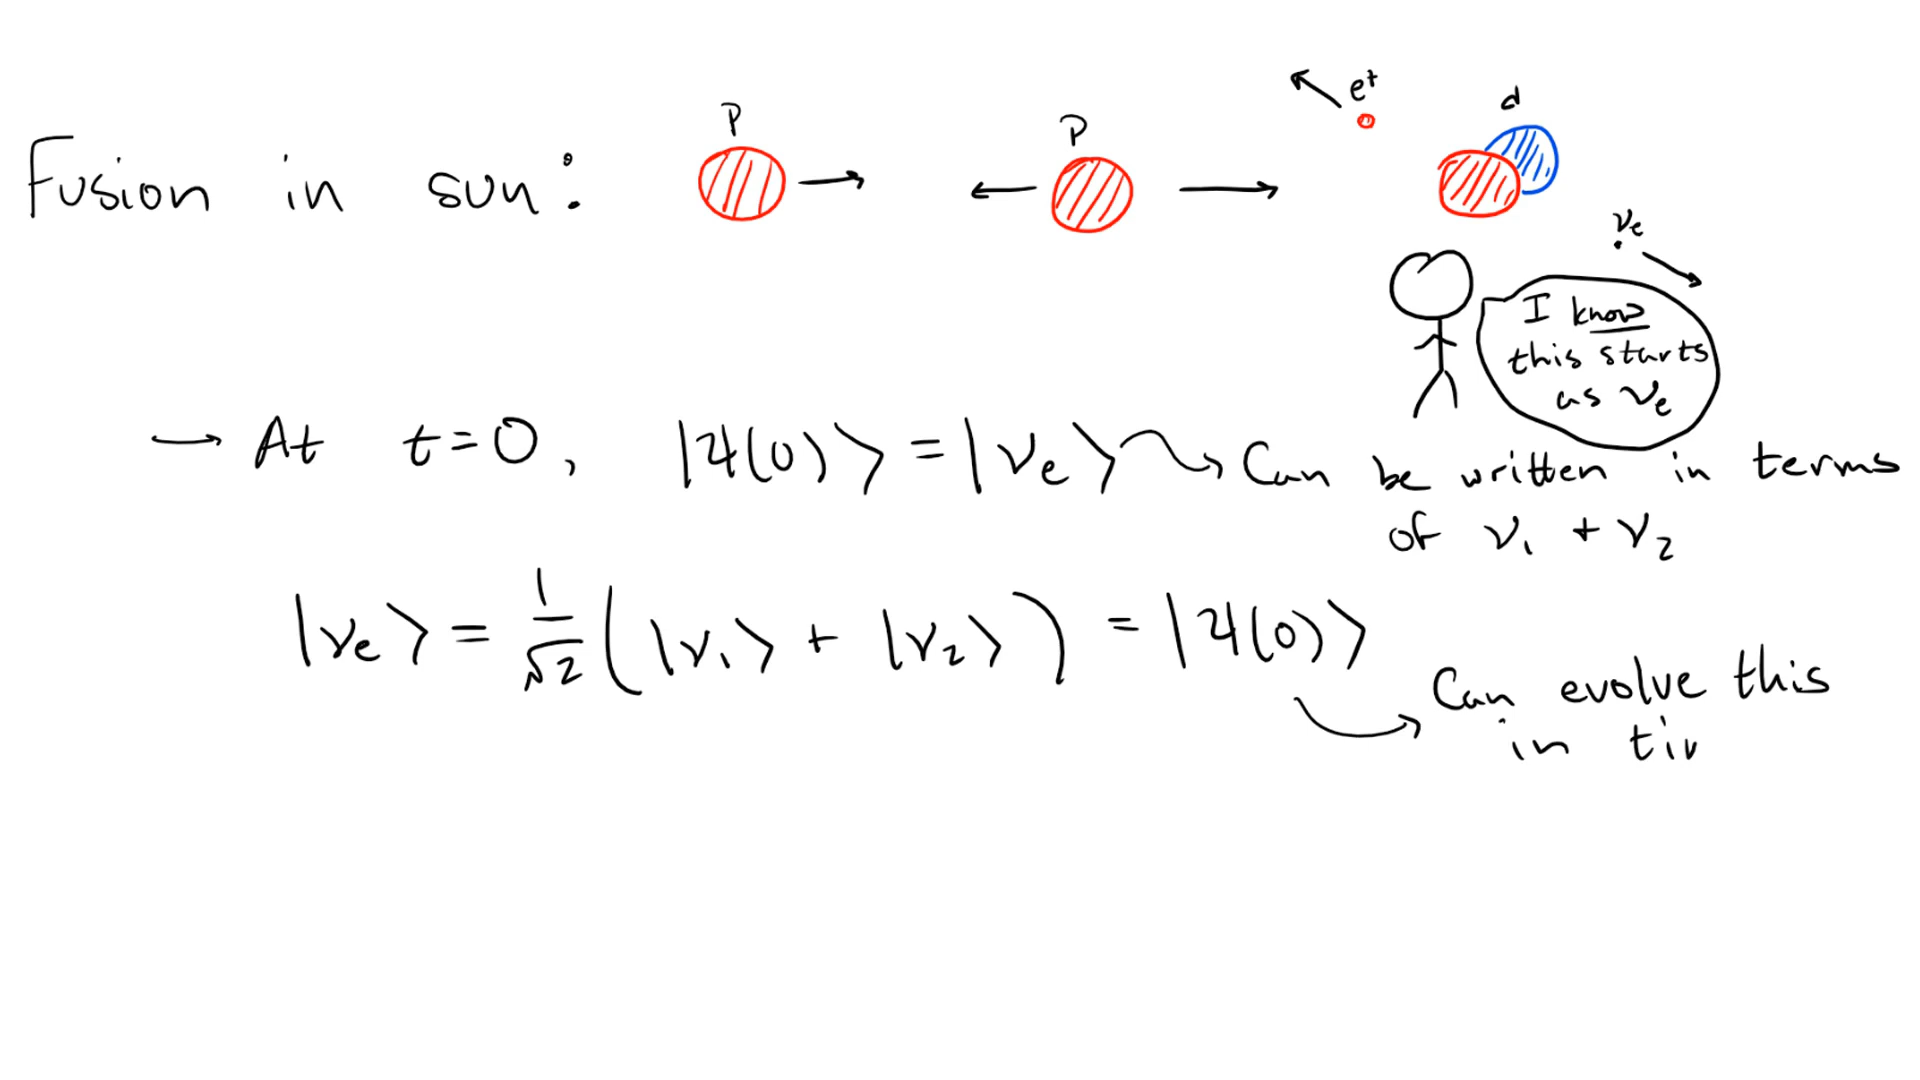 Fusion in sun:
P
P
e⁺
d
νe
I know
this starts
as νe
→ At t=0, |Ψ(0)⟩ = |νe⟩ → Can be written in terms
of ν₁ + ν₂
|νe⟩ = 1/√2 (|ν₁⟩ + |ν₂⟩) = |Ψ(0)⟩
Can evolve this
in tiv